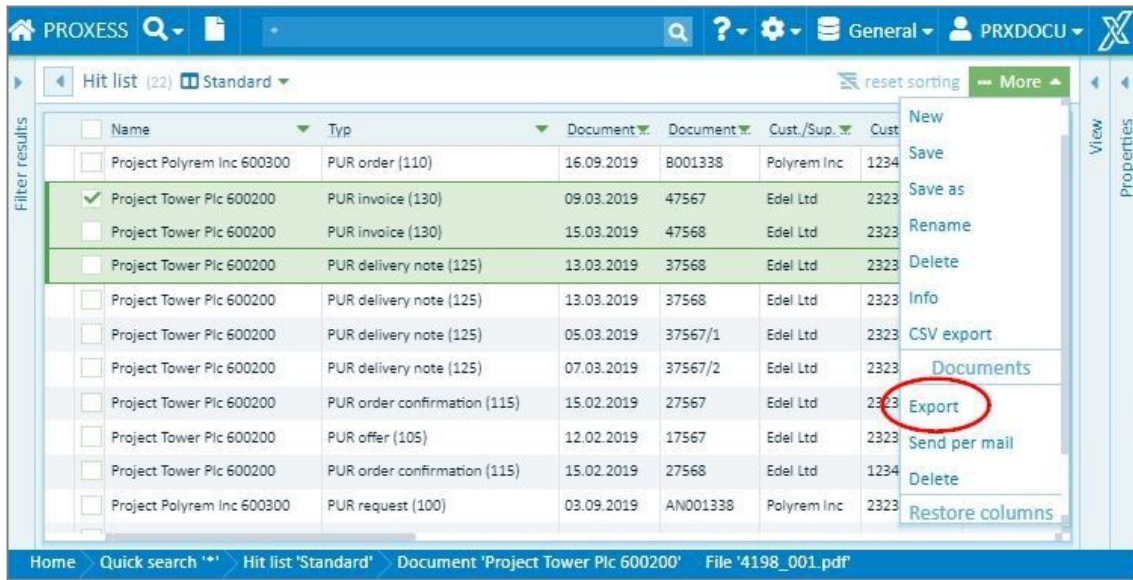 PROXESS General PRXDOCU
Hit list (22) Standard reset sorting More
Filter results
Name Typ Document Document Cust./Sup. Cust
Project Polyrem Inc 600300 PUR order (110) 16.09.2019 B001338 Polyrem Inc 1234
Project Tower Plc 600200 PUR invoice (130) 09.03.2019 47567 Edel Ltd 2323
Project Tower Plc 600200 PUR invoice (130) 15.03.2019 47568 Edel Ltd 2323
Project Tower Plc 600200 PUR delivery note (125) 13.03.2019 37568 Edel Ltd 2323
Project Tower Plc 600200 PUR delivery note (125) 13.03.2019 37568 Edel Ltd 2323
Project Tower Plc 600200 PUR delivery note (125) 05.03.2019 37567/1 Edel Ltd 2323
Project Tower Plc 600200 PUR delivery note (125) 07.03.2019 37567/2 Edel Ltd 2323
Project Tower Plc 600200 PUR order confirmation (115) 15.02.2019 27567 Edel Ltd 2323
Project Tower Plc 600200 PUR offer (105) 12.02.2019 17567 Edel Ltd 2323
Project Tower Plc 600200 PUR order confirmation (115) 15.02.2019 27568 Edel Ltd 1234
Project Polyrem Inc 600300 PUR request (100) 03.09.2019 AN001338 Polyrem Inc 2323
New
Save
Save as
Rename
Delete
Info
CSV export
Documents
Export
Send per mail
Delete
Restore columns
View
Properties
Home Quick search '*' Hit list 'Standard' Document 'Project Tower Plc 600200' File '4198_001.pdf'